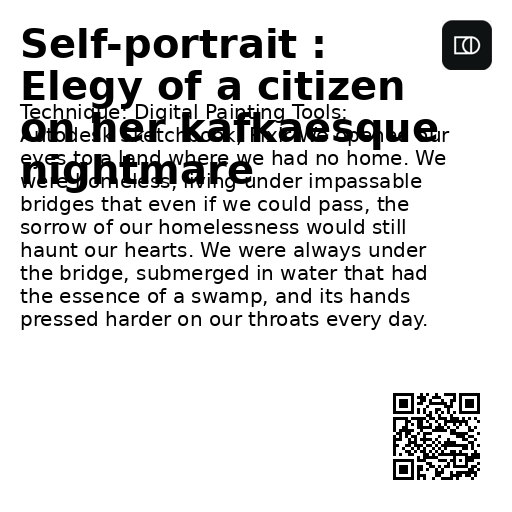 Self-portrait :
Elegy of a citizen
Technique: Digital Painting Tools:
on her kafkaesque
Autodesk Sketchbook, We opened our
eyes to a land where we had no home. We
nightmare
were homeless, living under impassable
bridges that even if we could pass, the
sorrow of our homelessness would still
haunt our hearts. We were always under
the bridge, submerged in water that had
the essence of a swamp, and its hands
pressed harder on our throats every day.